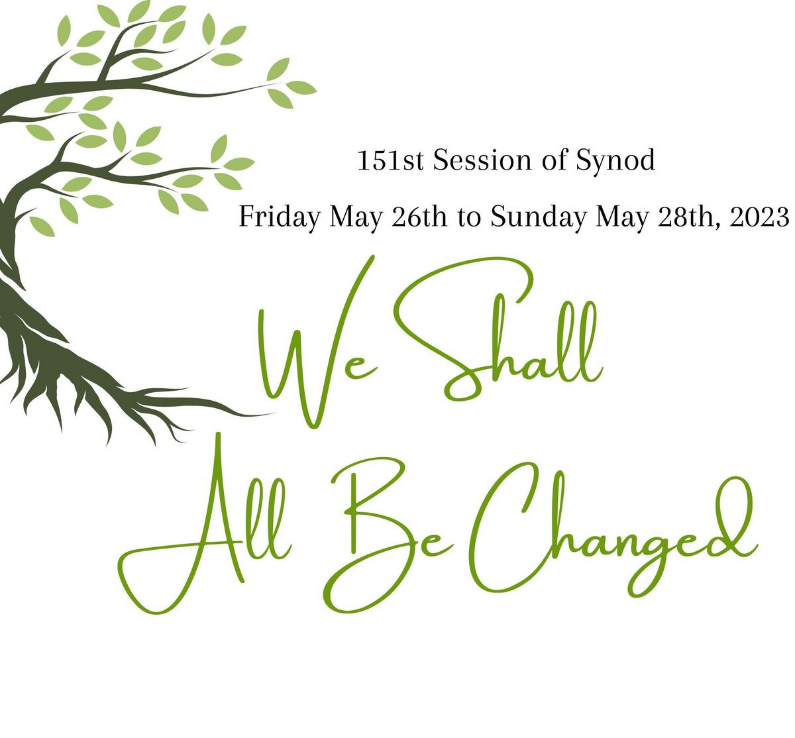 151st Session of Synod
Friday May 26th to Sunday May 28th, 2023
We Shall
All Be Changed